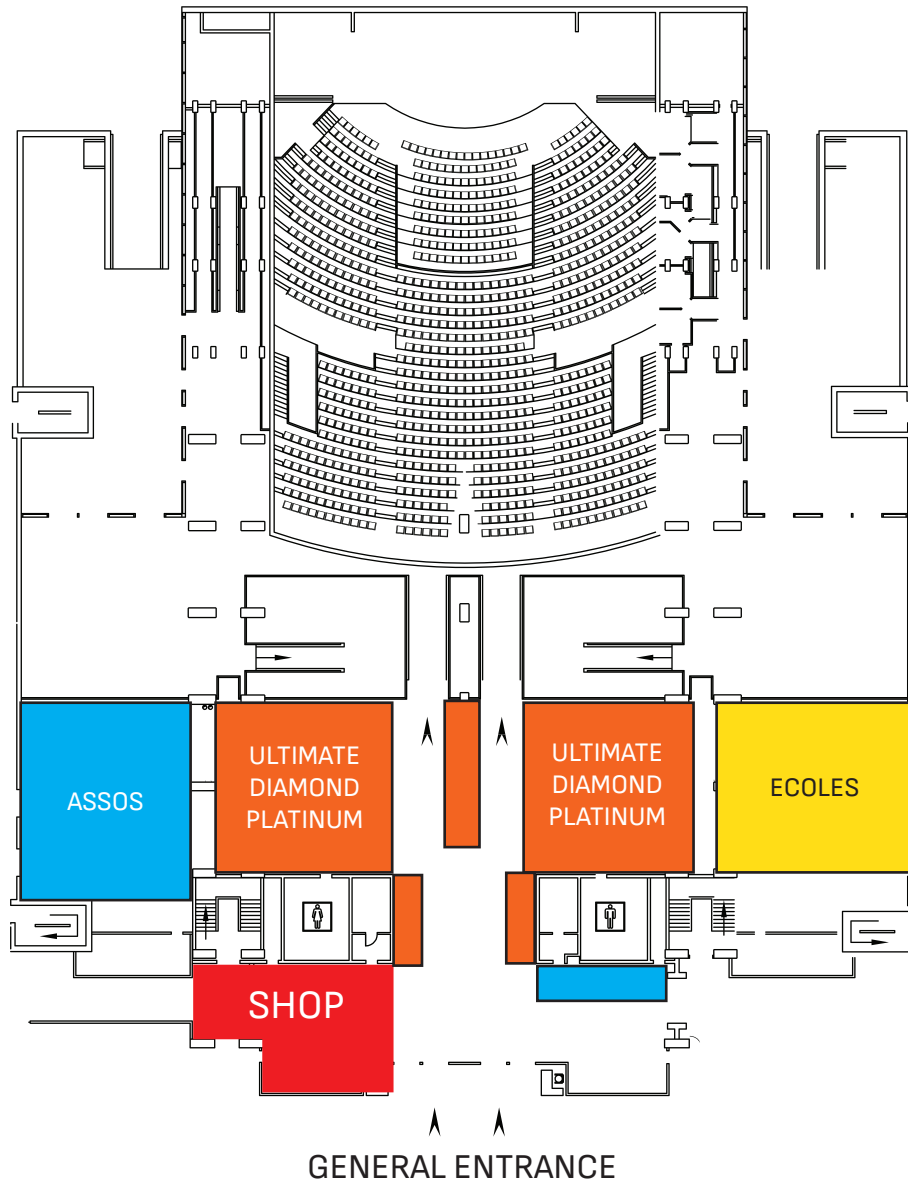 ASSOS
ULTIMATE
DIAMOND
PLATINUM
ULTIMATE
DIAMOND
PLATINUM
ECOLES
SHOP
GENERAL ENTRANCE